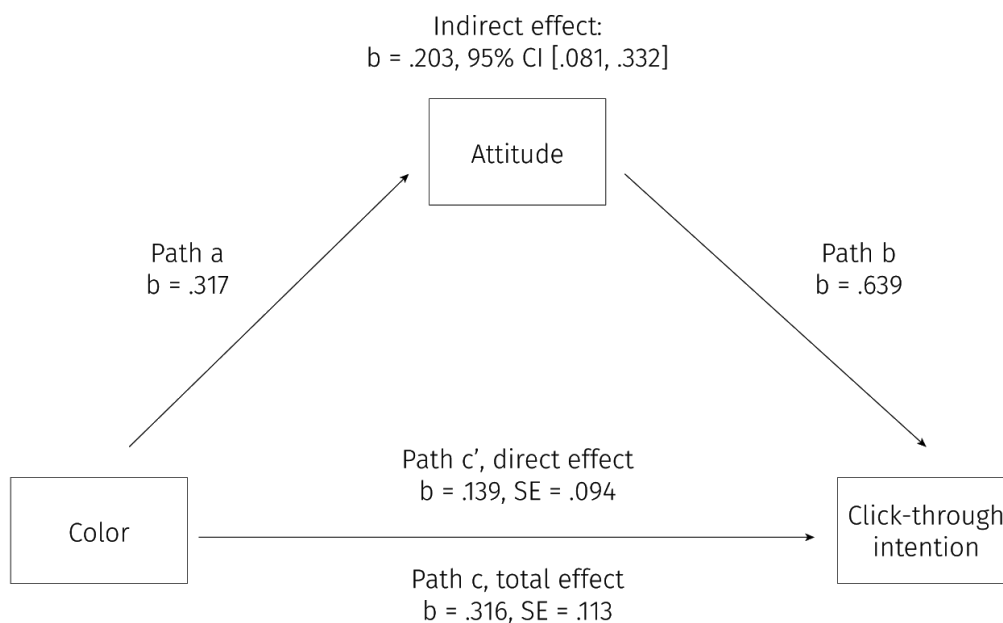 Indirect effect:
b = .203, 95% CI [.081, .332]
Attitude
Path a
b = .317
Path b
b = .639
Path c’, direct effect
b = .139, SE = .094
Color
Click-through
intention
Path c, total effect
b = .316, SE = .113